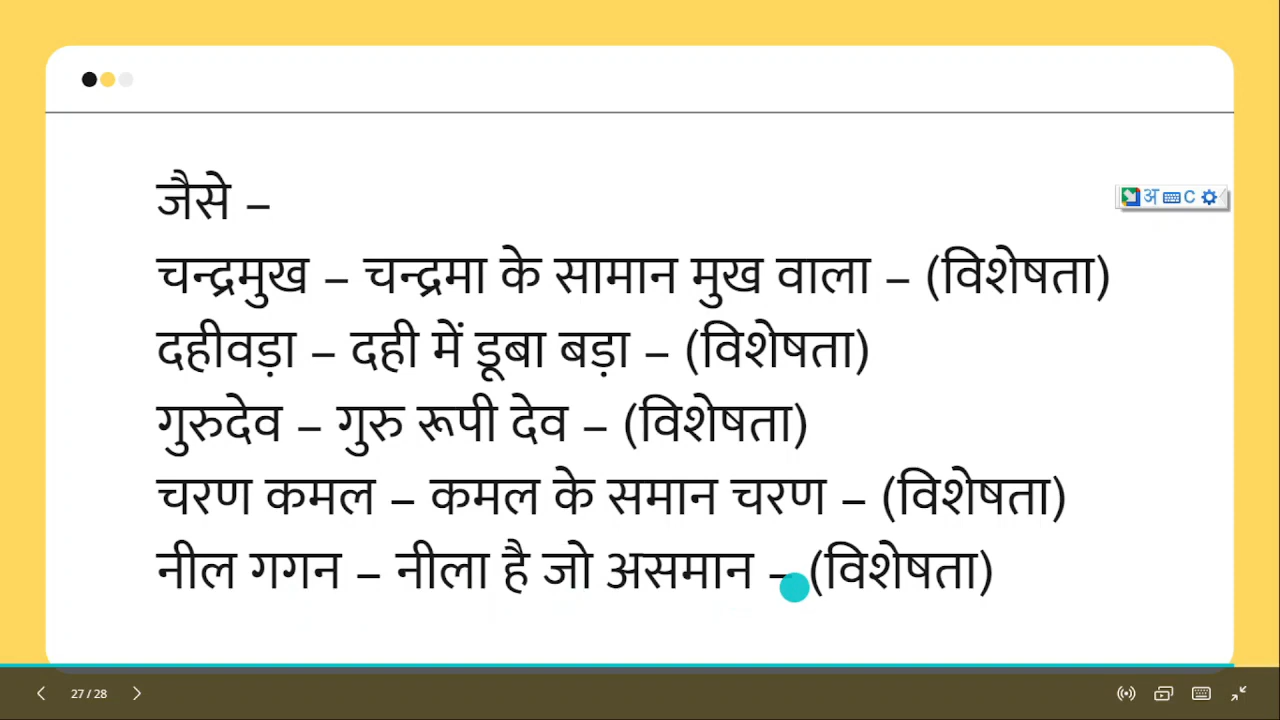 जैसे –
चन्द्रमुख – चन्द्रमा के सामान मुख वाला – (विशेषता)
दहीवड़ा – दही में डूबा बड़ा – (विशेषता)
गुरुदेव – गुरु रूपी देव – (विशेषता)
चरण कमल – कमल के समान चरण – (विशेषता)
नील गगन – नीला है जो असमान – (विशेषता)
अ C
27 / 28